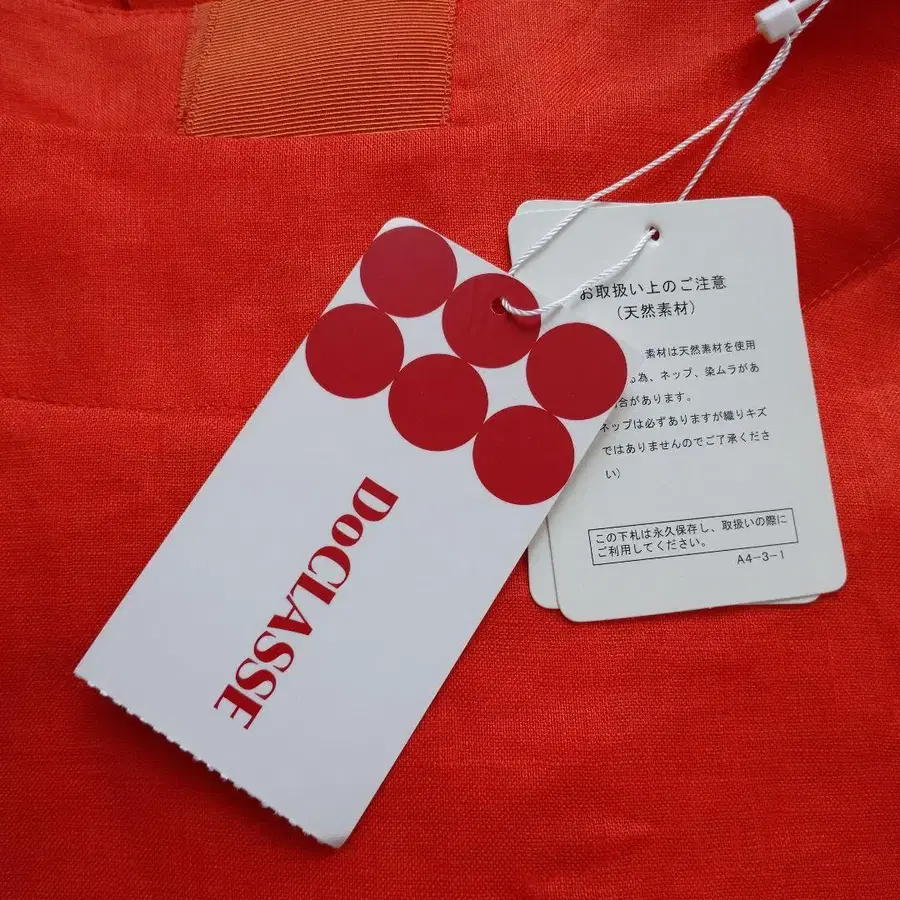 DoCLASSE
お取扱い上のご注意
(天然素材)
素材は天然素材を使用
為、ネップ、染ムラがあ
合があります。
ネップは必ずありますが織りキズ
ではありませんのでご了承くださ
い)
この下札は永久保存し、取扱いの際に
ご利用してください。
A4-3-1